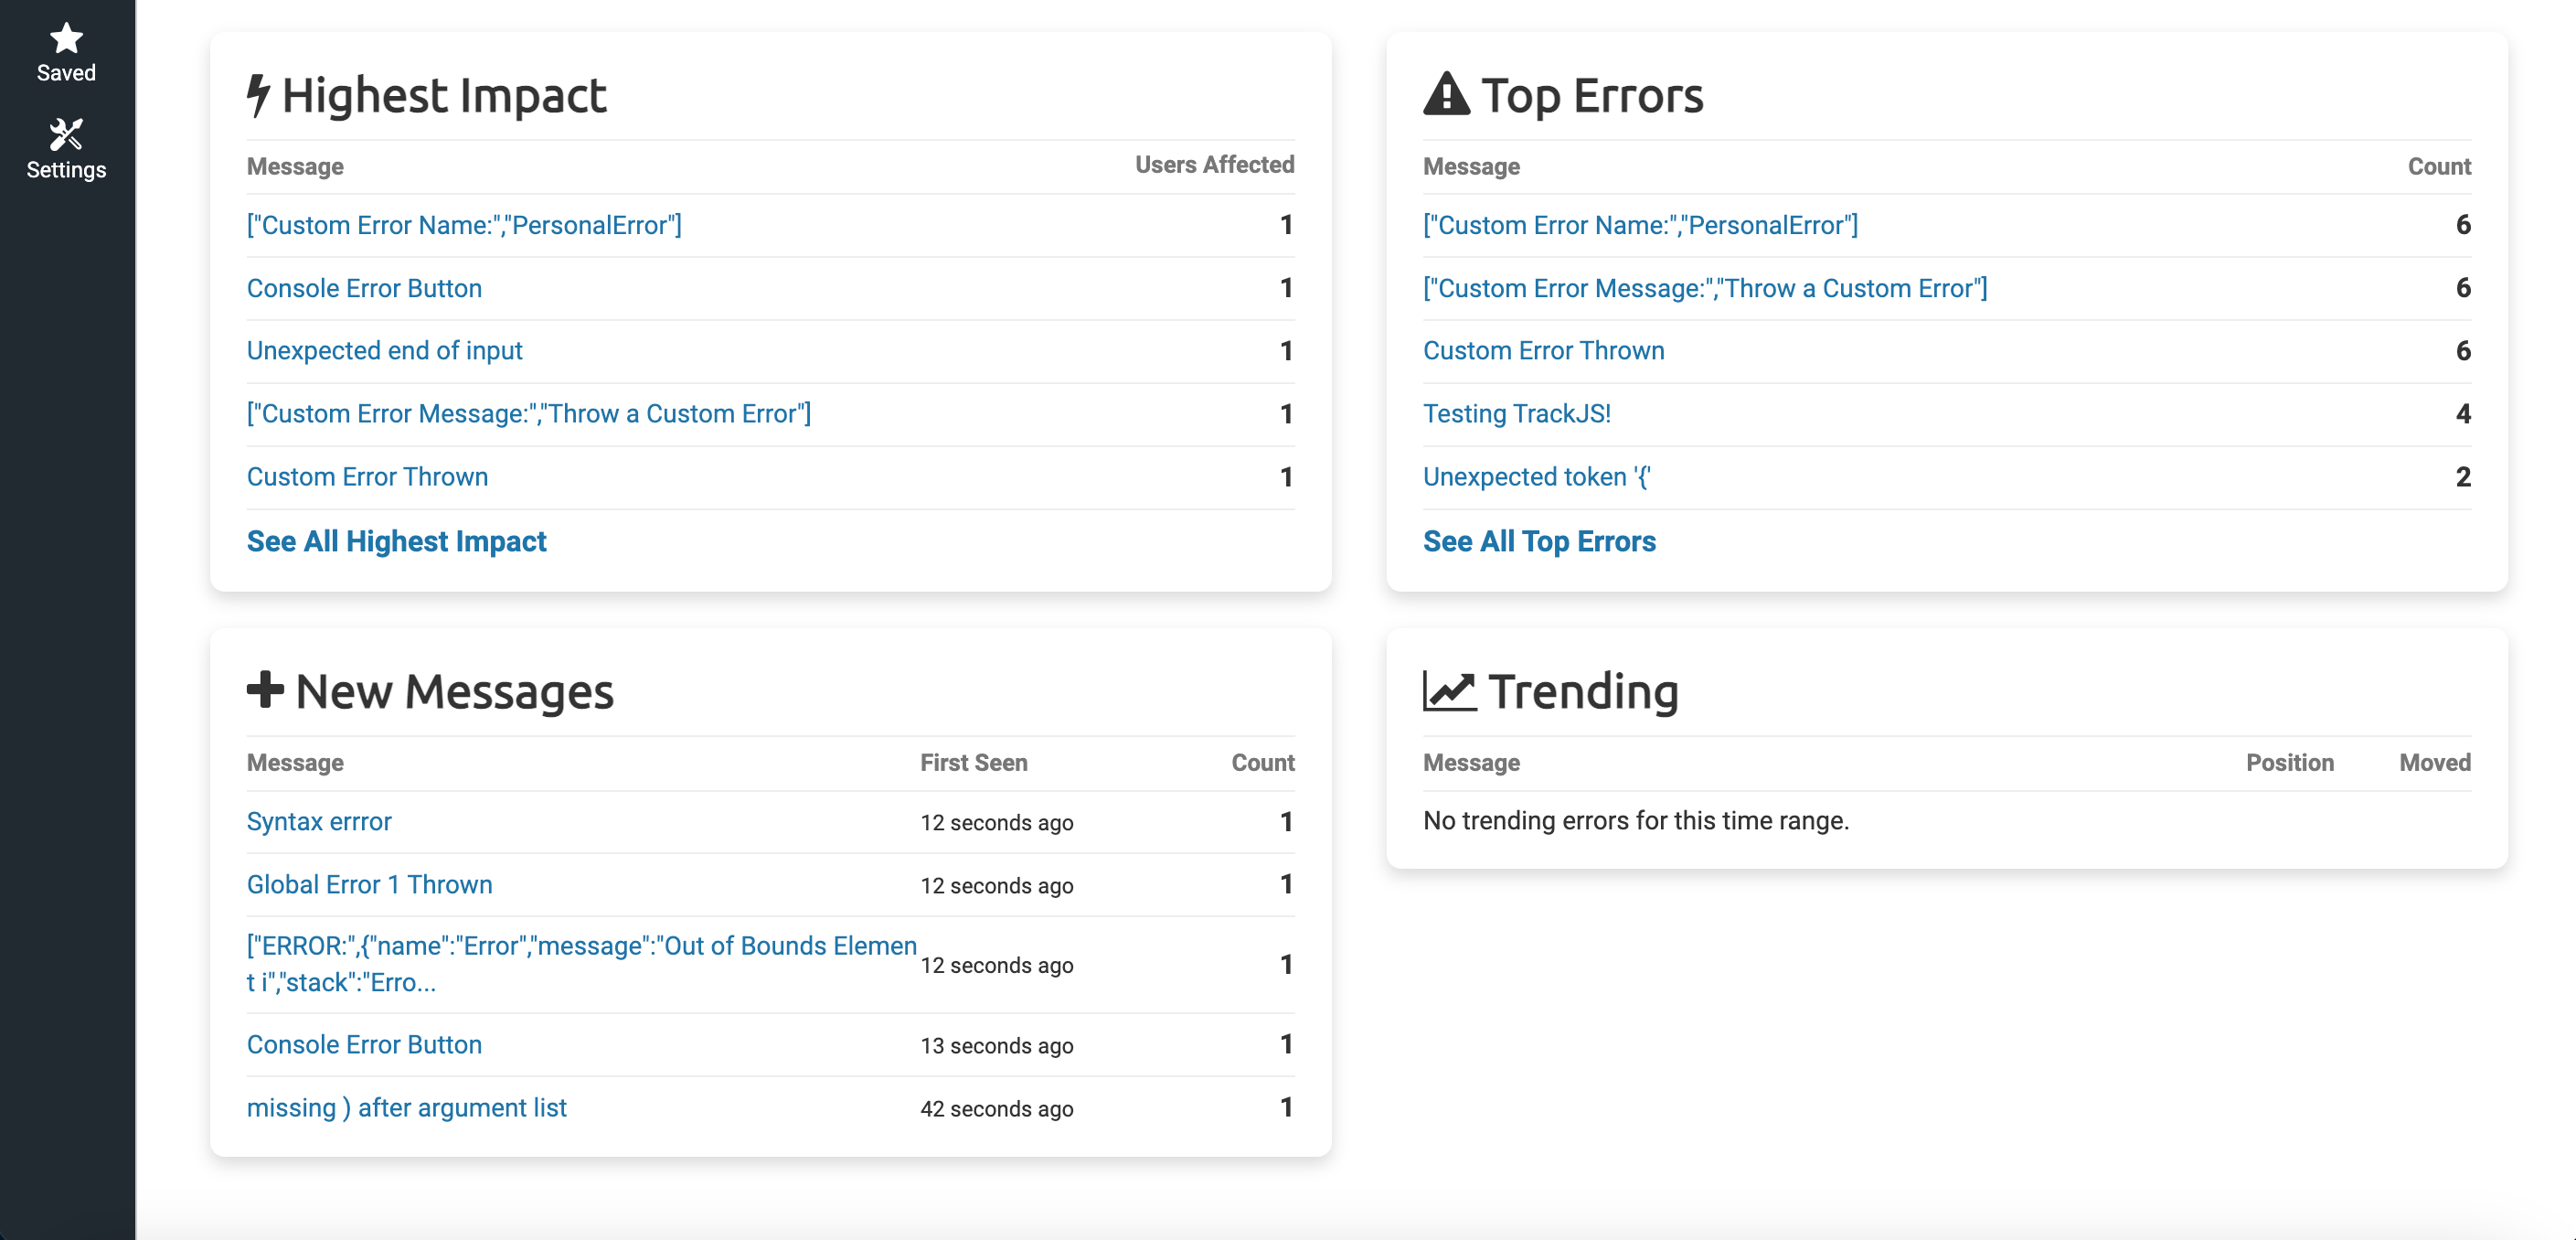 Saved
Settings
Highest Impact
Message Users Affected
["Custom Error Name:","PersonalError"] 1
Console Error Button 1
Unexpected end of input 1
["Custom Error Message:","Throw a Custom Error"] 1
Custom Error Thrown 1
See All Highest Impact
Top Errors
Message Count
["Custom Error Name:","PersonalError"] 6
["Custom Error Message:","Throw a Custom Error"] 6
Custom Error Thrown 6
Testing TrackJS! 4
Unexpected token '{' 2
See All Top Errors
New Messages
Message First Seen Count
Syntax errror 12 seconds ago 1
Global Error 1 Thrown 12 seconds ago 1
["ERROR:",{"name":"Error","message":"Out of Bounds Elemen
t i","stack":"Erro... 12 seconds ago 1
Console Error Button 13 seconds ago 1
missing ) after argument list 42 seconds ago 1
Trending
Message Position Moved
No trending errors for this time range.